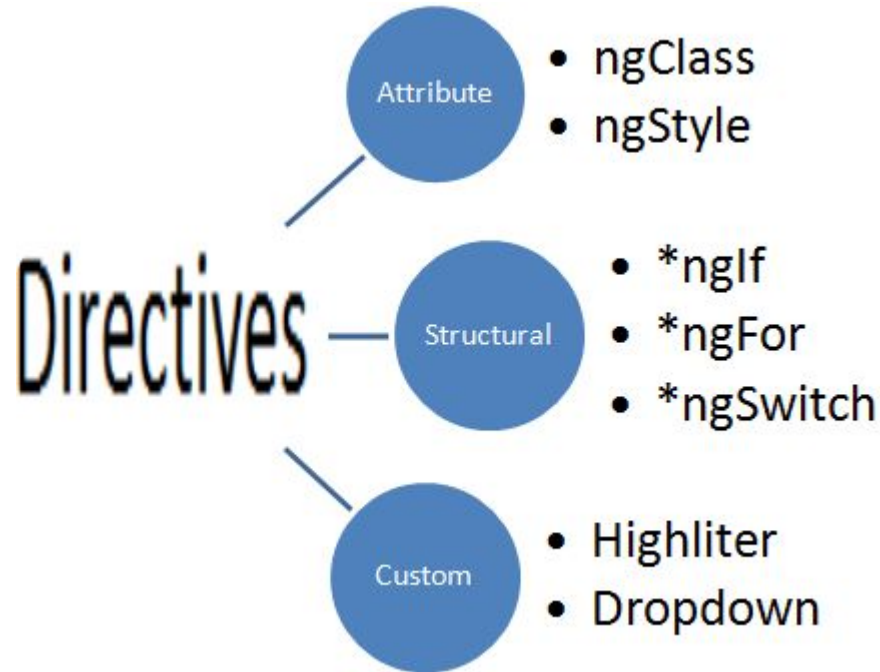 Directives
Attribute
• ngClass
• ngStyle
Structural
• *ngIf
• *ngFor
• *ngSwitch
Custom
• Highliter
• Dropdown